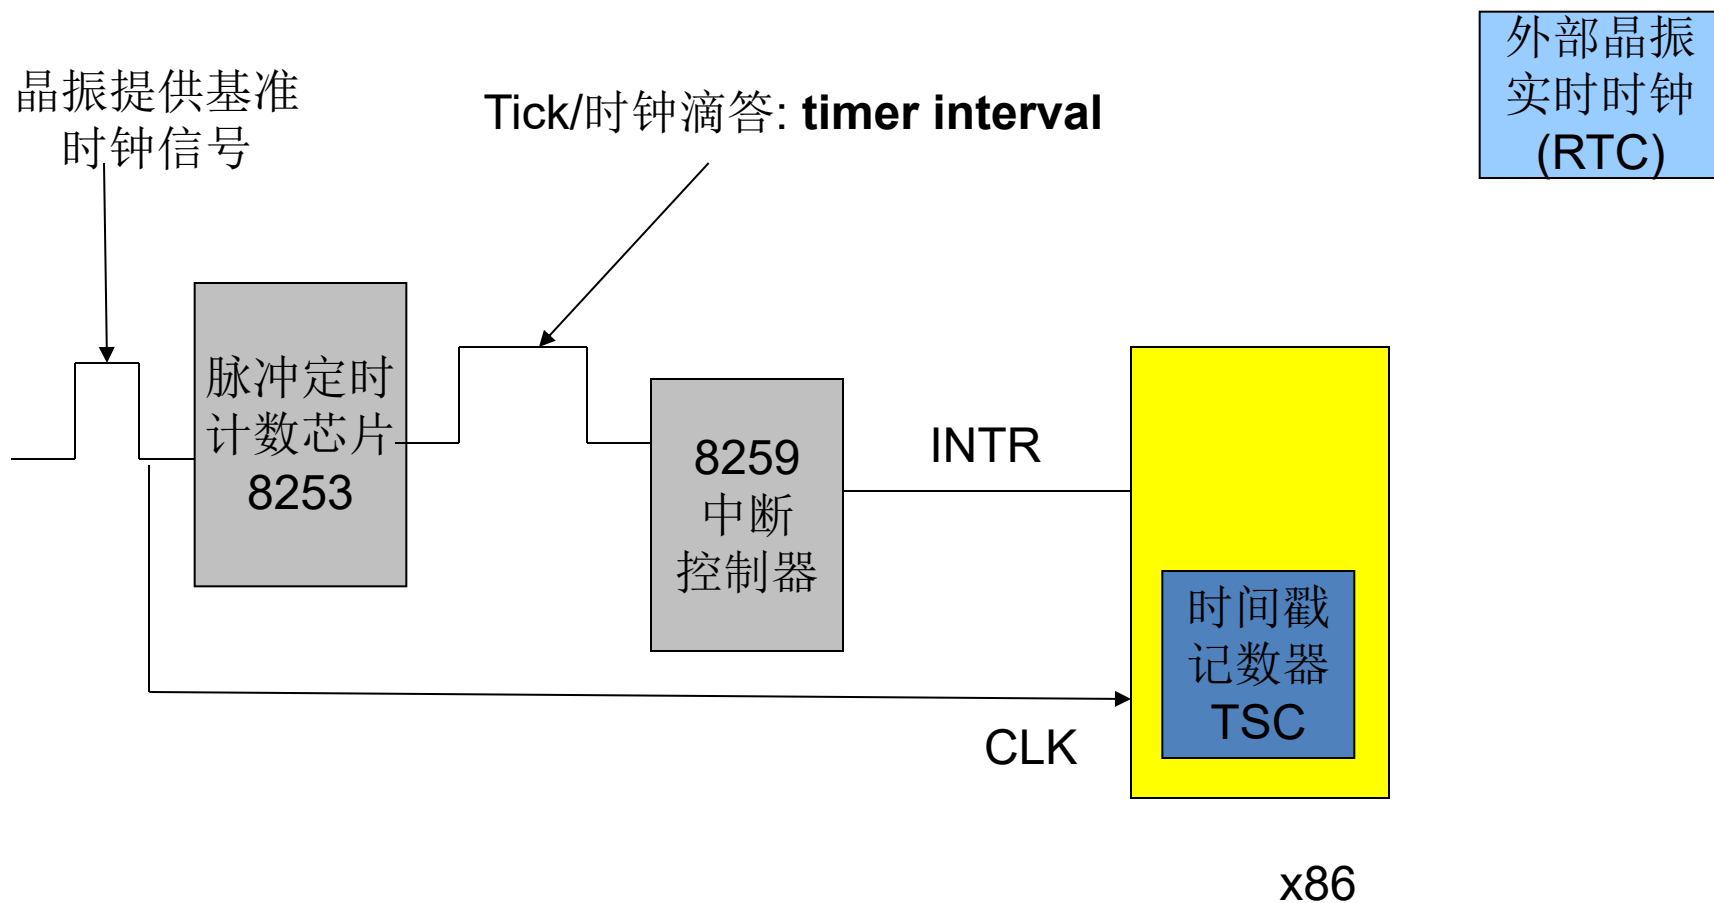 晶振提供基准
时钟信号
Tick/时钟滴答: timer interval
外部晶振
实时时钟
(RTC)
脉冲定时
计数芯片
8253
8259
中断
控制器
INTR
时间戳
记数器
TSC
CLK
x86